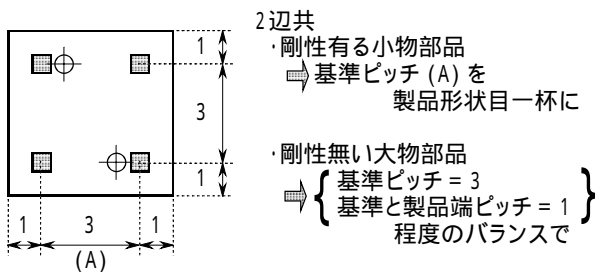 2辺共
・剛性有る小物部品
⇨基準ピッチ(A)を
製品形状目一杯に
・剛性無い大物部品
⇨{基準ピッチ=3
基準と製品端ピッチ=1}
程度のバランスで
1
3
1
1 3 1
(A)